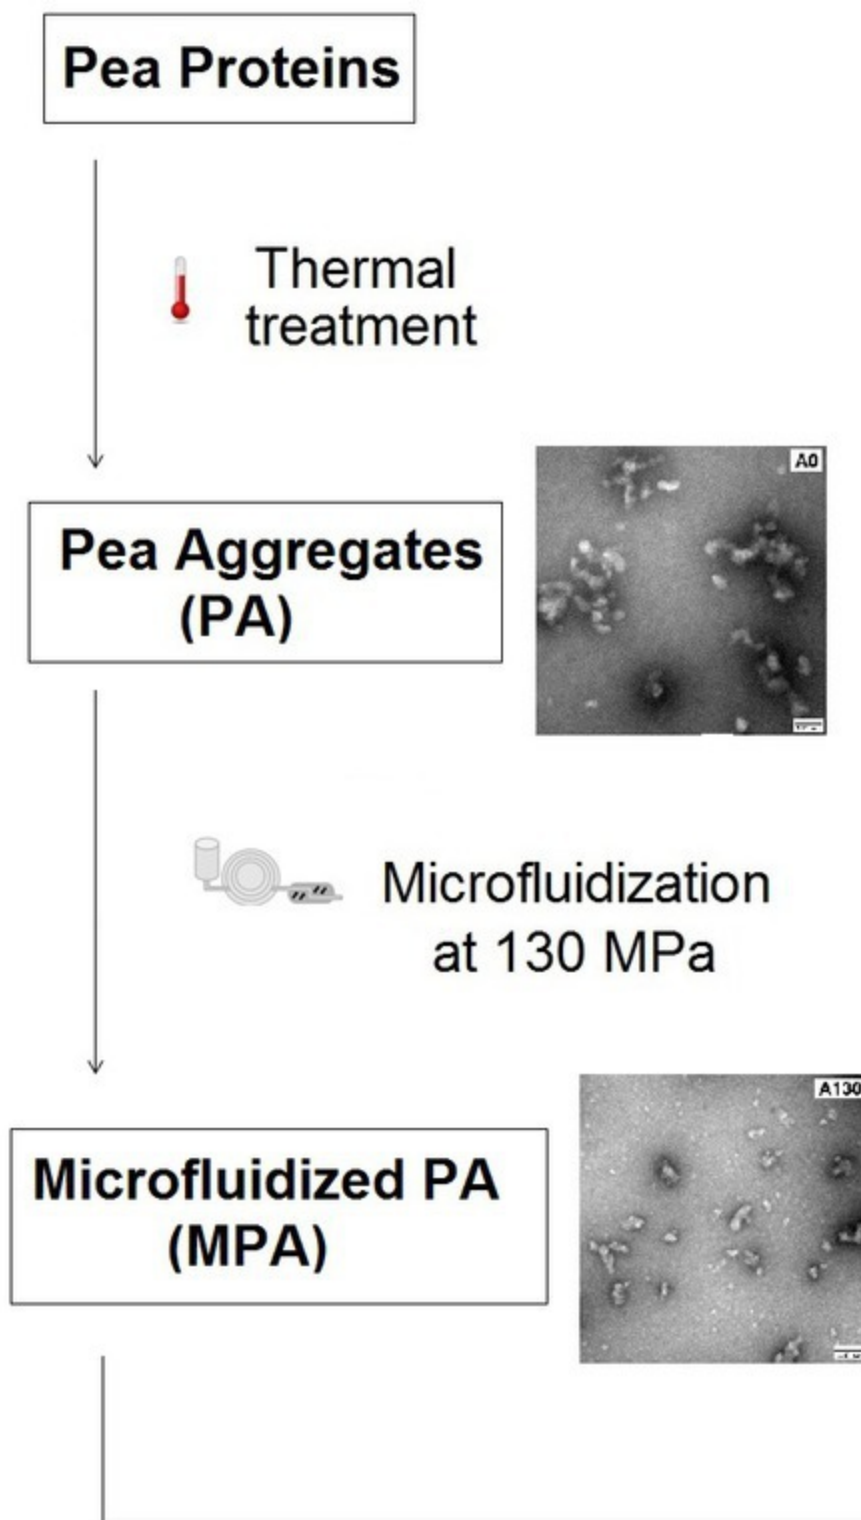 Pea Proteins
Thermal
treatment
A0
Pea Aggregates
(PA)
Microfluidization
at 130 MPa
A130
Microfluidized PA
(MPA)